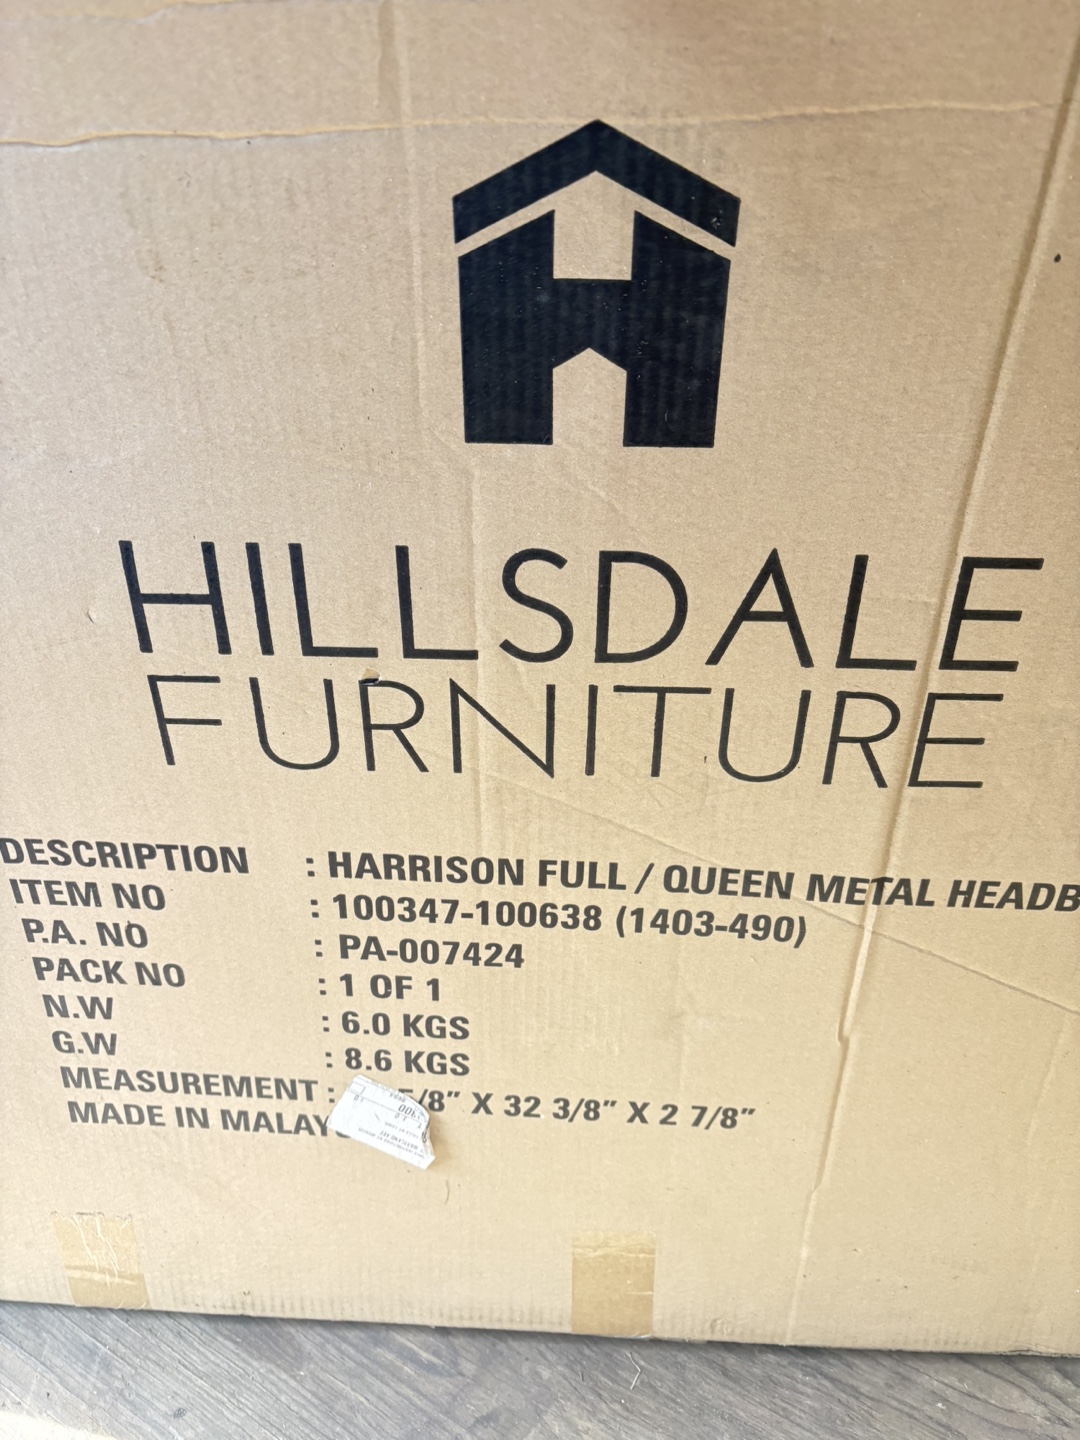 HILLSDALE
FURNITURE
DESCRIPTION : HARRISON FULL / QUEEN METAL HEADB
ITEM NO : 100347-100638 (1403-490)
P.A. NO : PA-007424
PACK NO : 1 OF 1
N.W : 6.0 KGS
G.W : 8.6 KGS
MEASUREMENT : /8” X 32 3/8” X 2 7/8”
MADE IN MALAY